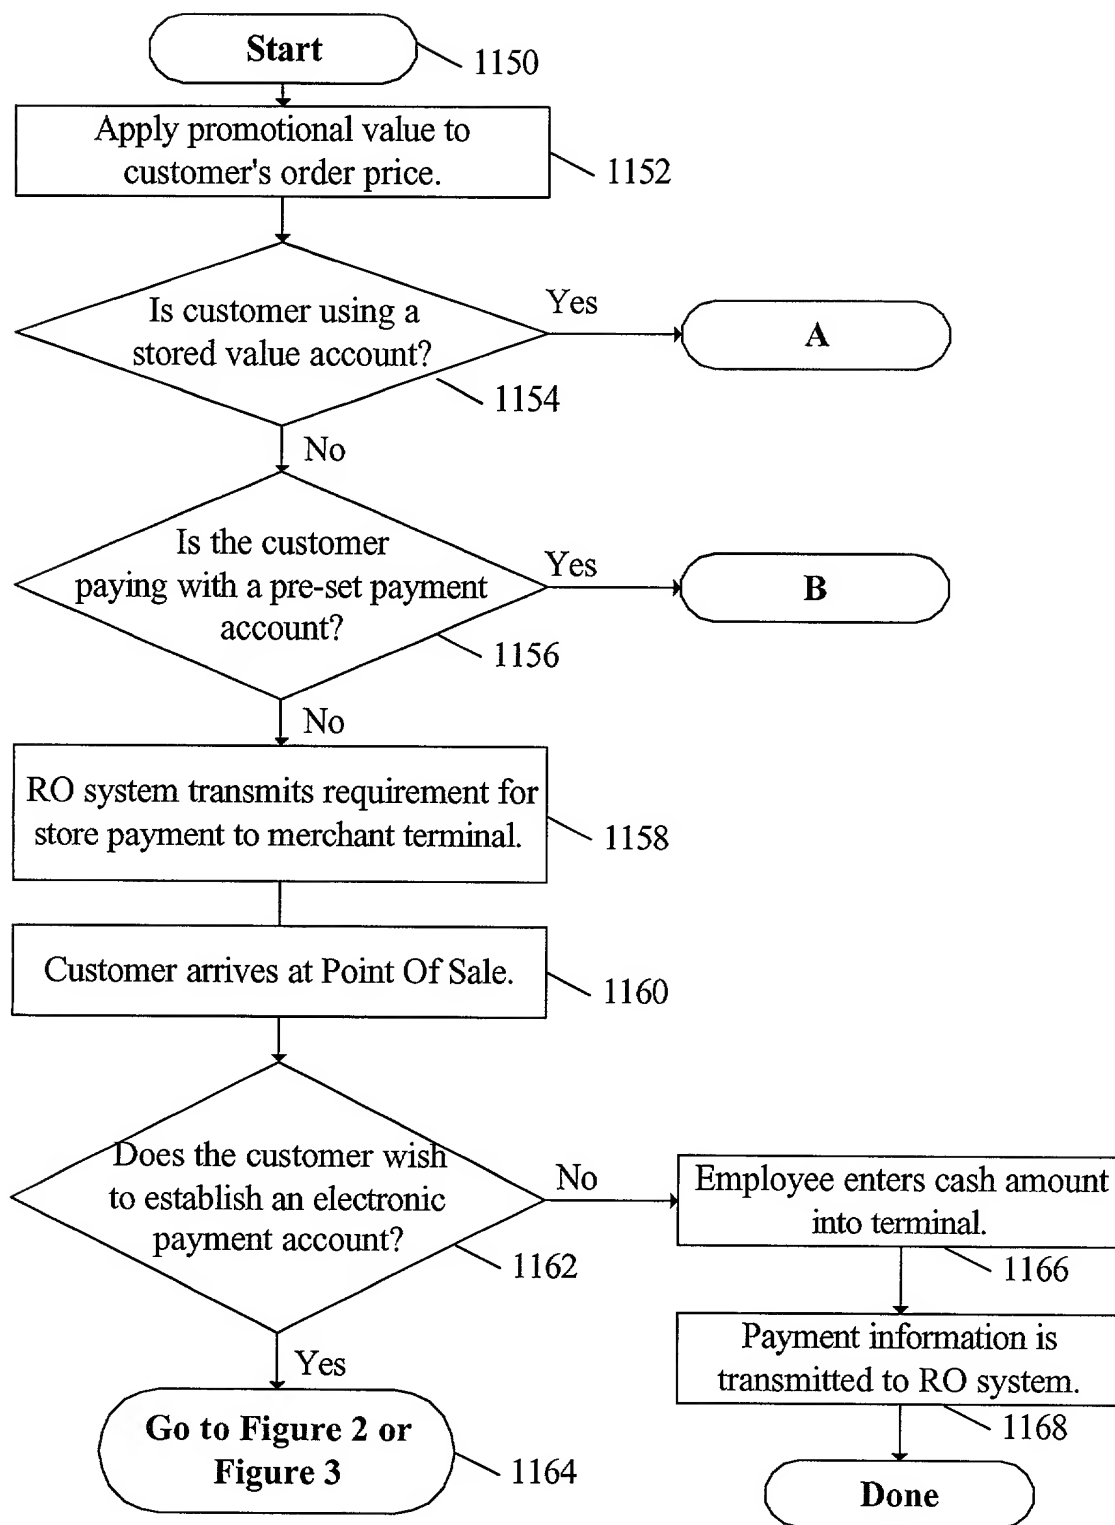 Start
1150
Apply promotional value to
customer's order price.
1152
Is customer using a
stored value account?
Yes
A
1154
No
Is the customer
paying with a pre-set payment
account?
Yes
B
1156
No
RO system transmits requirement for
store payment to merchant terminal.
1158
Customer arrives at Point Of Sale.
1160
Does the customer wish
to establish an electronic
payment account?
No
Employee enters cash amount
into terminal.
1162
1166
Yes
Payment information is
transmitted to RO system.
1168
Go to Figure 2 or
Figure 3
1164
Done